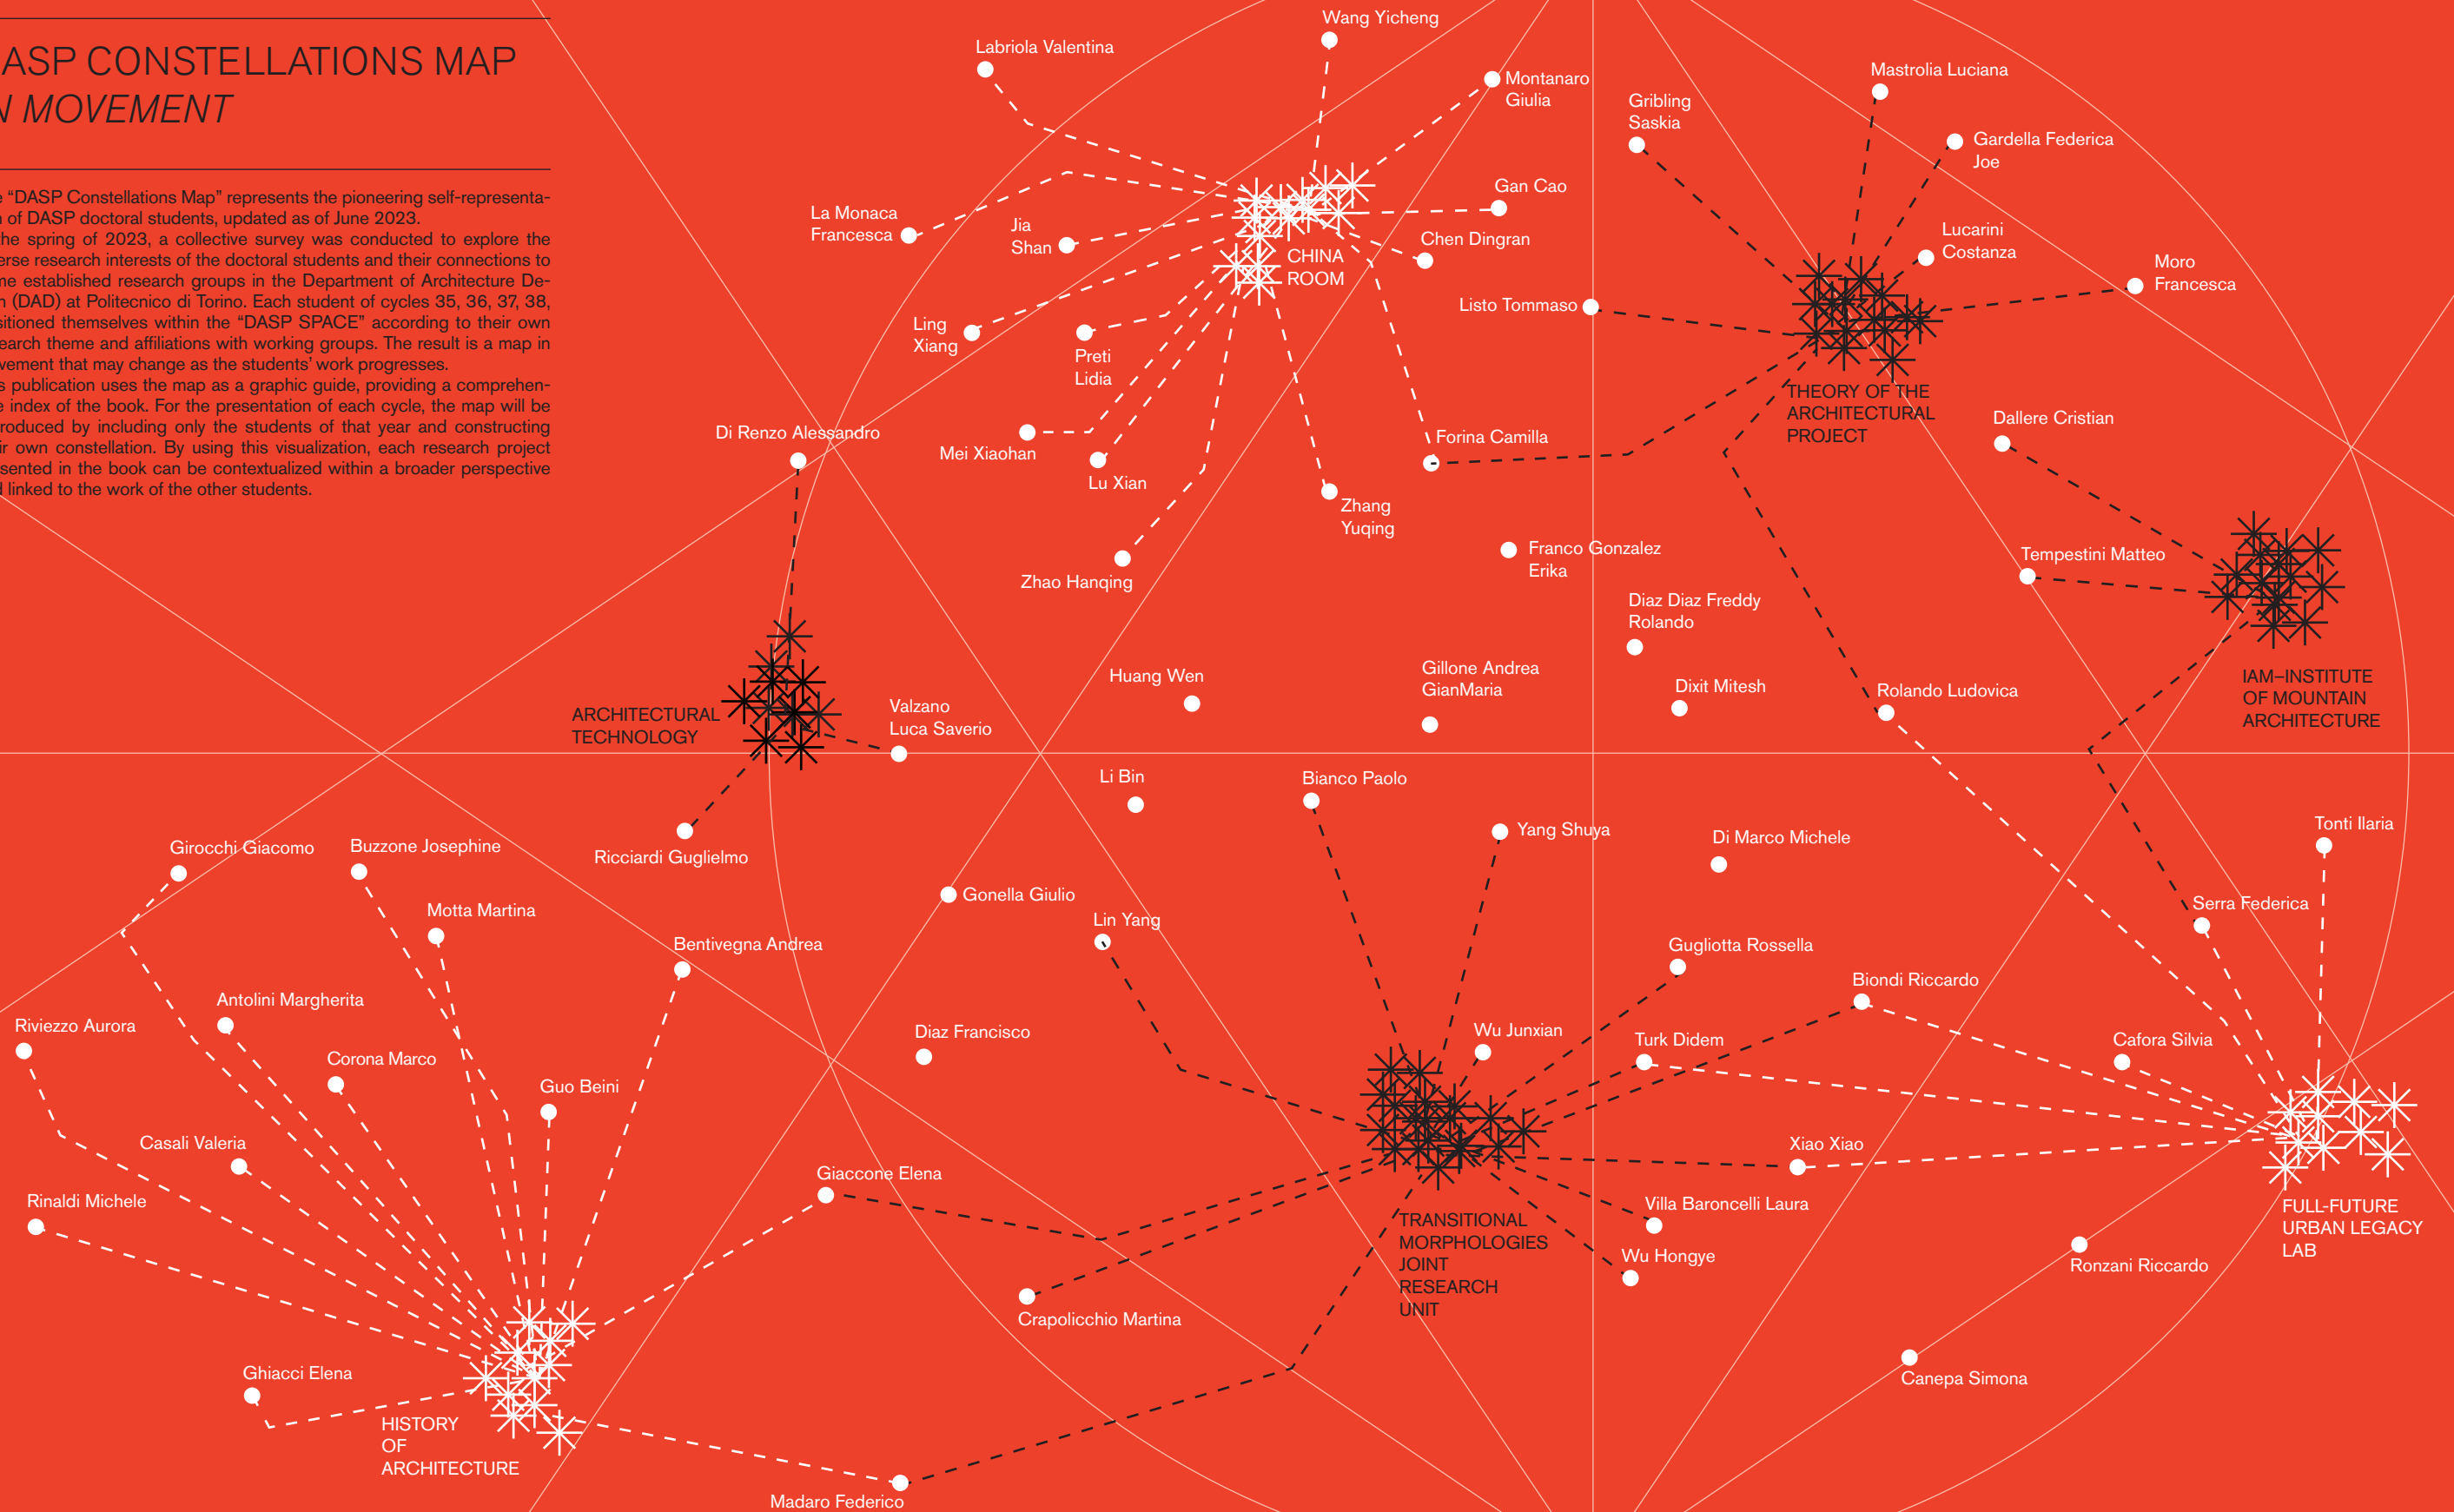 ASP CONSTELLATIONS MAP
N MOVEMENT
e “DASP Constellations Map” represents the pioneering self-representa-
n of DASP doctoral students, updated as of June 2023.
the spring of 2023, a collective survey was conducted to explore the
erse research interests of the doctoral students and their connections to
me established research groups in the Department of Architecture De-
n (DAD) at Politecnico di Torino. Each student of cycles 35, 36, 37, 38,
sitioned themselves within the “DASP SPACE” according to their own
earch theme and affiliations with working groups. The result is a map in
vement that may change as the students’ work progresses.
s publication uses the map as a graphic guide, providing a comprehen-
e index of the book. For the presentation of each cycle, the map will be
roduced by including only the students of that year and constructing
ir own constellation. By using this visualization, each research project
sented in the book can be contextualized within a broader perspective
d linked to the work of the other students.
Wang Yicheng
Labriola Valentina
Montanaro
Giulia
Mastrolia Luciana
Gribling
Saskia
Gardella Federica
Joe
Gan Cao
La Monaca
Francesca
Jia
Shan
Chen Dingran
Lucarini
Costanza
CHINA
ROOM
Moro
Francesca
Listo Tommaso
Ling
Xiang
Preti
Lidia
THEORY OF THE
ARCHITECTURAL
PROJECT
Dallere Cristian
Di Renzo Alessandro
Mei Xiaohan
Forina Camilla
Lu Xian
Zhang
Yuqing
Franco Gonzalez
Erika
Tempestini Matteo
Zhao Hanqing
Diaz Diaz Freddy
Rolando
Huang Wen
Gillone Andrea
GianMaria
Dixit Mitesh
Rolando Ludovica
IAM–INSTITUTE
OF MOUNTAIN
ARCHITECTURE
ARCHITECTURAL
TECHNOLOGY
Valzano
Luca Saverio
Li Bin
Bianco Paolo
Yang Shuya
Di Marco Michele
Tonti Ilaria
Girocchi Giacomo
Buzzone Josephine
Ricciardi Guglielmo
Gonella Giulio
Serra Federica
Motta Martina
Lin Yang
Bentivegna Andrea
Gugliotta Rossella
Biondi Riccardo
Antolini Margherita
Riviezzo Aurora
Diaz Francisco
Wu Junxian
Turk Didem
Cafora Silvia
Corona Marco
Guo Beini
Casali Valeria
Xiao Xiao
Giaccone Elena
Rinaldi Michele
Villa Baroncelli Laura
TRANSITIONAL
MORPHOLOGIES
JOINT
RESEARCH
UNIT
FULL-FUTURE
URBAN LEGACY
LAB
Wu Hongye
Ronzani Riccardo
Crapolicchio Martina
Ghiacci Elena
Canepa Simona
HISTORY
OF
ARCHITECTURE
Madaro Federico